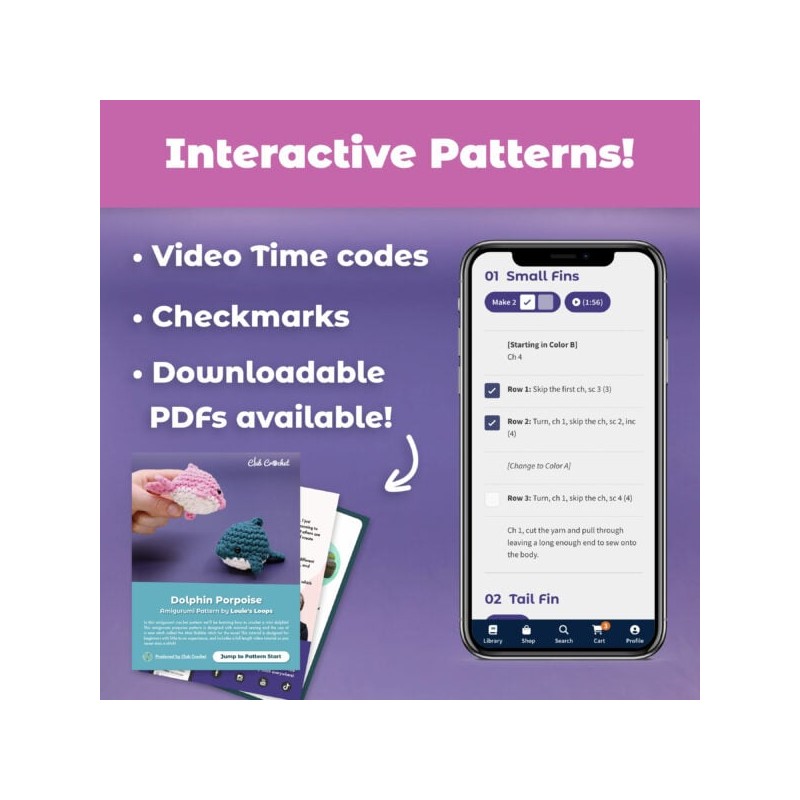 Interactive Patterns!
• Video Time codes
• Checkmarks
• Downloadable
PDFs available!
01 Small Fins
Make 2
(1:56)
[Starting in Color B]
Ch 4
Row 1: Skip the first ch, sc 3 (3)
Row 2: Turn, ch 1, skip the ch, sc 2, inc
(4)
[Change to Color A]
Row 3: Turn, ch 1, skip the ch, sc 4 (4)
Ch 1, cut the yarn and pull through
leaving a long enough end to sew onto
the body.
02 Tail Fin
Library Shop Search Cart Profile
3
Club Crochet
Dolphin Porpoise
Amigurumi Pattern by Louie's Loops
Produced by Club Crochet
Jump to Pattern Start